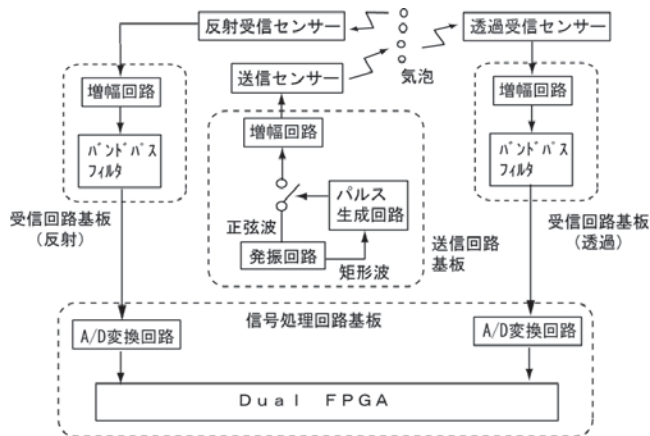 反射受信センサー
透過受信センサー
送信センサー
気泡
増幅回路
増幅回路
増幅回路
バンドパス
フィルタ
バンドパス
フィルタ
パルス
生成回路
正弦波
発振回路
矩形波
受信回路基板
(反射)
送信回路
基板
受信回路基板
(透過)
信号処理回路基板
A/D変換回路
A/D変換回路
Dual FPGA